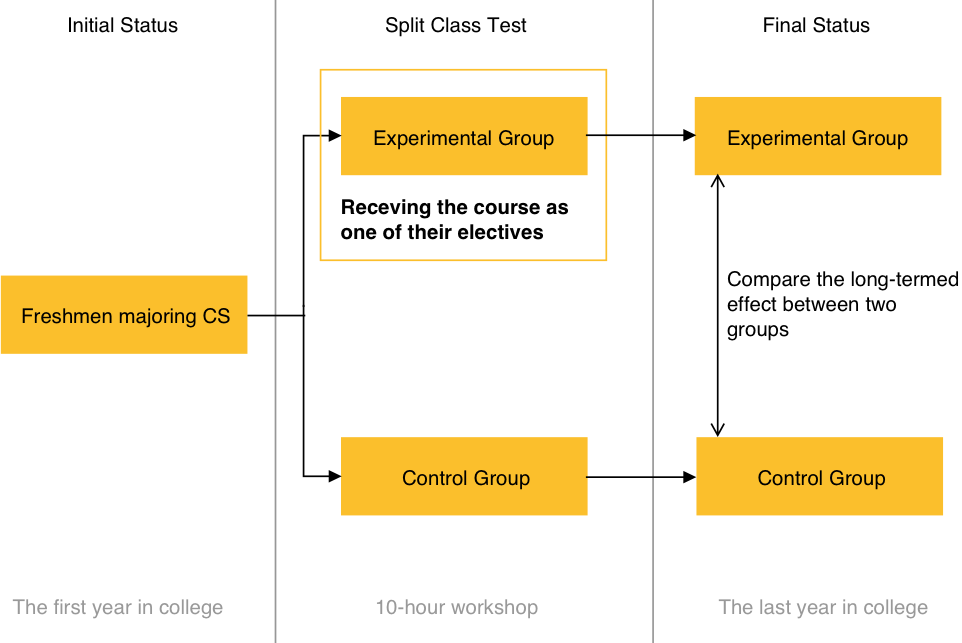 Initial Status
Split Class Test
Final Status
Experimental Group
Experimental Group
Receving the course as
one of their electives
Freshmen majoring CS
Compare the long-termed
effect between two
groups
Control Group
Control Group
The first year in college
10-hour workshop
The last year in college